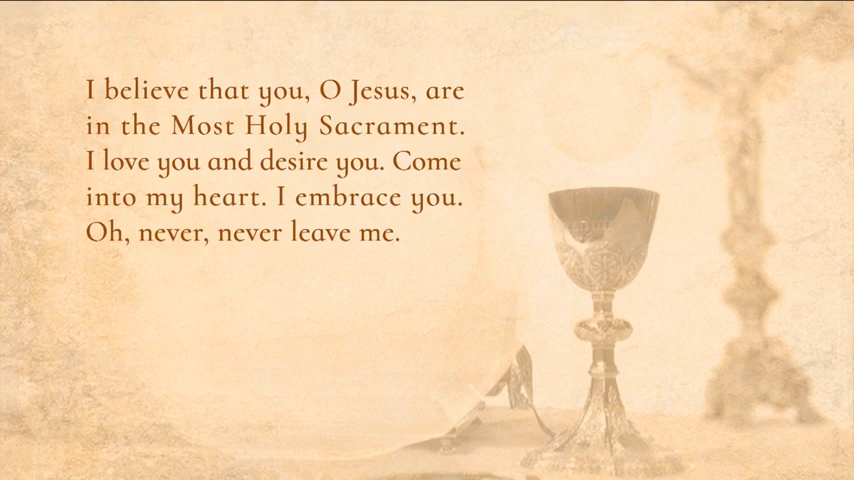 I believe that you, O Jesus, are
in the Most Holy Sacrament.
I love you and desire you. Come
into my heart. I embrace you.
Oh, never, never leave me.